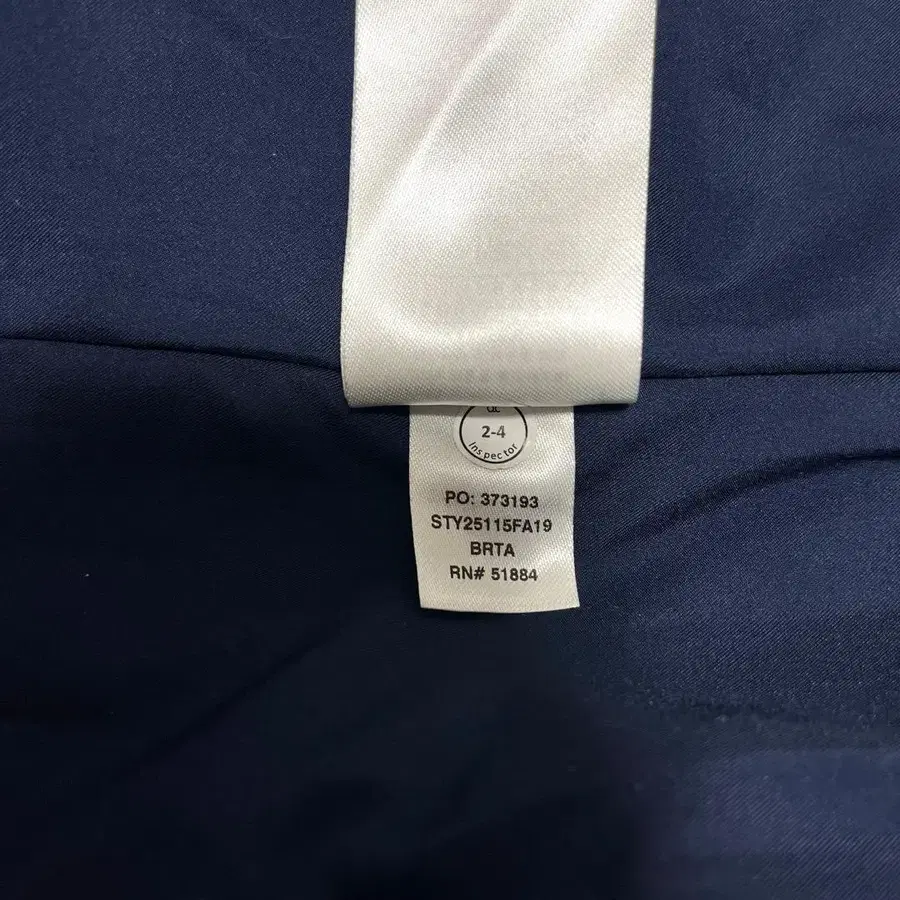 QC
2-4
Inspector
PO: 373193
STY25115FA19
BRTA
RN# 51884